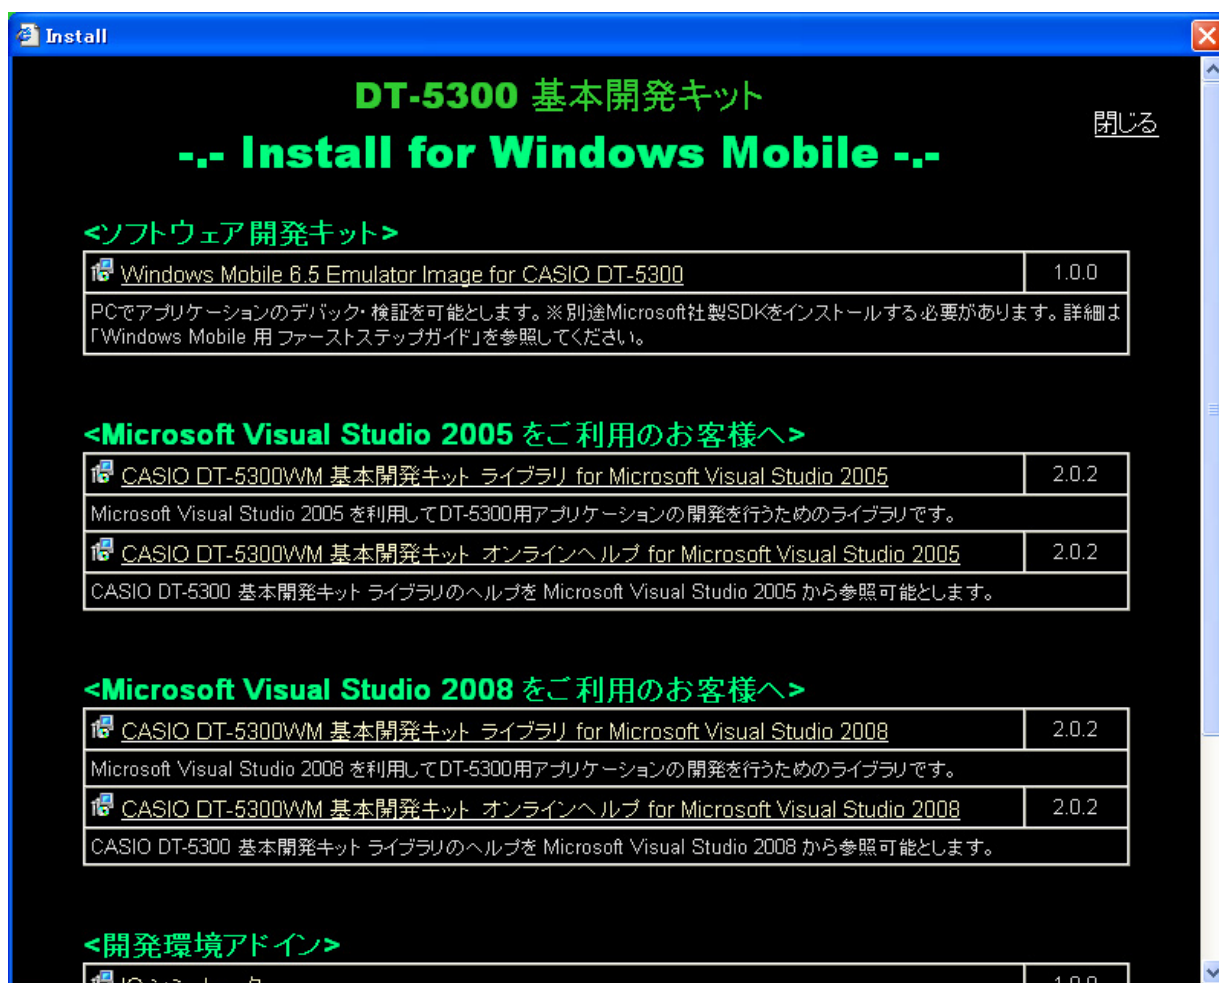 Install
DT-5300 基本開発キット
閉じる
-.- Install for Windows Mobile -.-
<ソフトウェア開発キット>
Windows Mobile 6.5 Emulator Image for CASIO DT-5300 1.0.0
PCでアプリケーションのデバック・検証を可能とします。※別途Microsoft社製SDKをインストールする必要があります。詳細は
「Windows Mobile 用 ファーストステップガイド」を参照してください。
<Microsoft Visual Studio 2005 をご利用のお客様へ>
CASIO DT-5300WM 基本開発キット ライブラリ for Microsoft Visual Studio 2005 2.0.2
Microsoft Visual Studio 2005 を利用してDT-5300用アプリケーションの開発を行うためのライブラリです。
CASIO DT-5300WM 基本開発キット オンラインヘルプ for Microsoft Visual Studio 2005 2.0.2
CASIO DT-5300 基本開発キット ライブラリのヘルプを Microsoft Visual Studio 2005 から参照可能とします。
<Microsoft Visual Studio 2008 をご利用のお客様へ>
CASIO DT-5300WM 基本開発キット ライブラリ for Microsoft Visual Studio 2008 2.0.2
Microsoft Visual Studio 2008 を利用してDT-5300用アプリケーションの開発を行うためのライブラリです。
CASIO DT-5300WM 基本開発キット オンラインヘルプ for Microsoft Visual Studio 2008 2.0.2
CASIO DT-5300 基本開発キット ライブラリのヘルプを Microsoft Visual Studio 2008 から参照可能とします。
<開発環境アドイン>